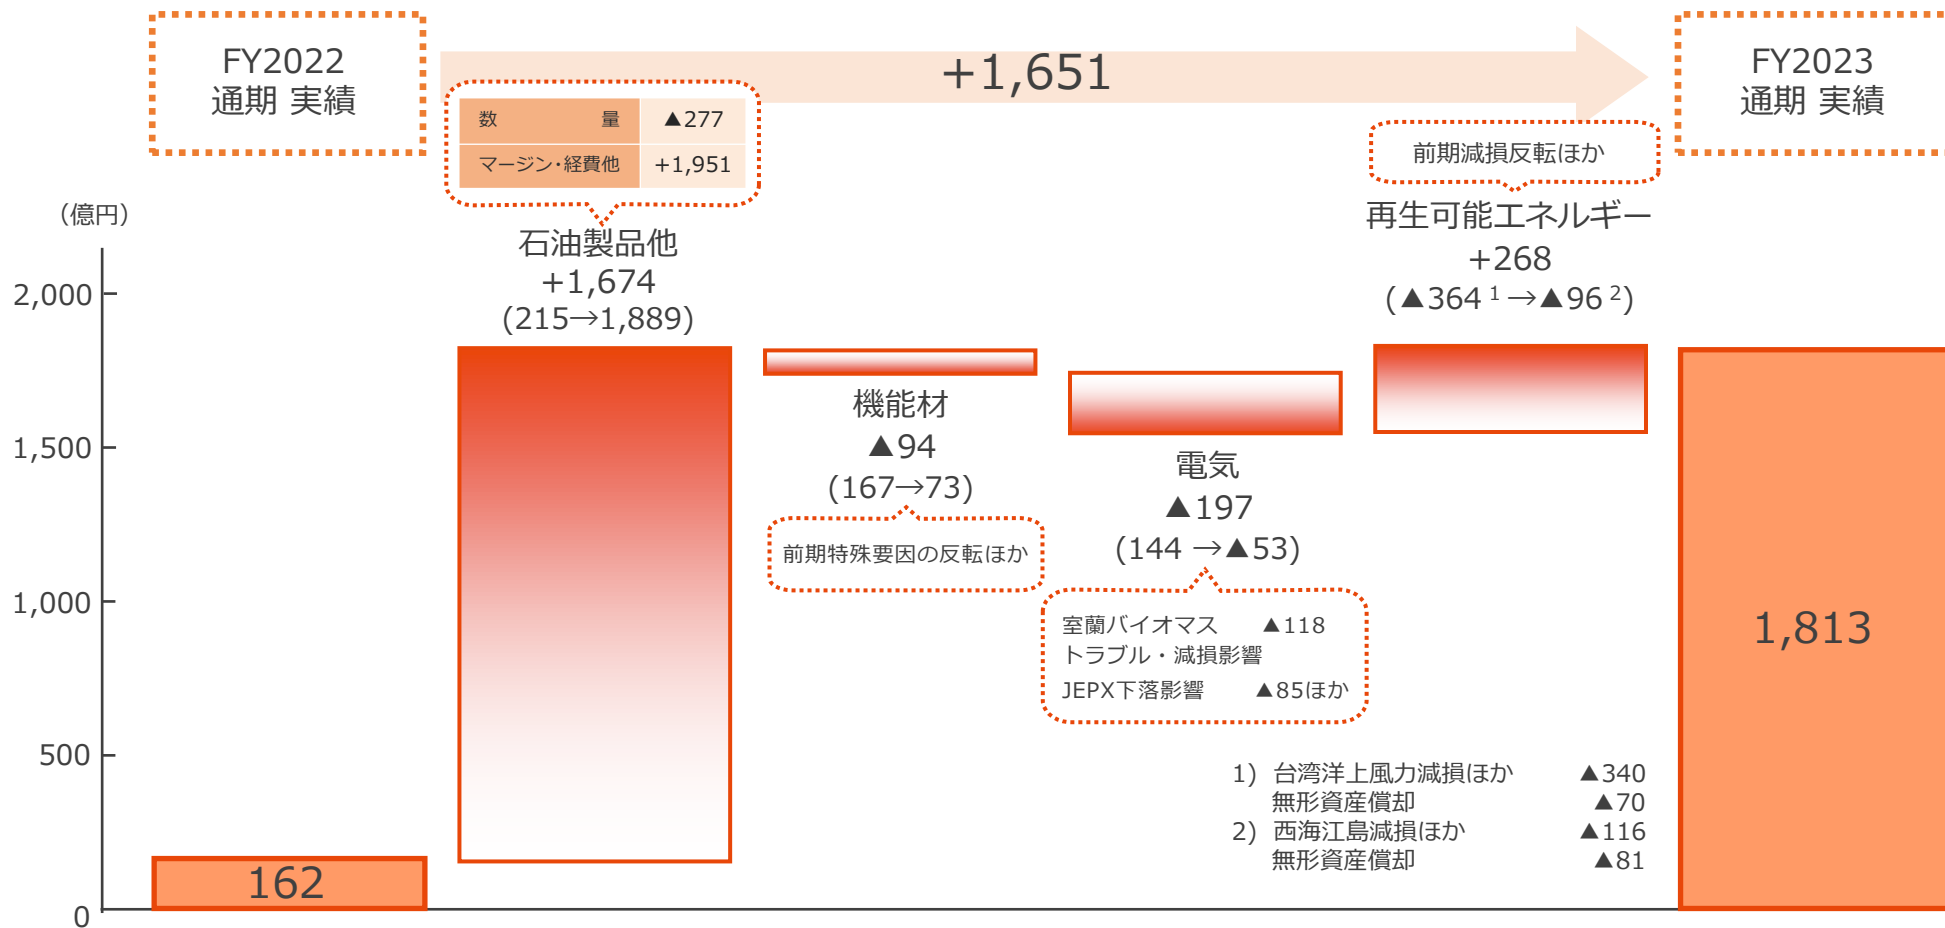 FY2022
通期 実績
+1,651
FY2023
通期 実績
数 量 ▲277
マージン・経費他 +1,951
前期減損反転ほか
（億円）
石油製品他
+1,674
(215→1,889)
再生可能エネルギー
+268
(▲364 1 →▲96 2)
2,000
1,500
1,000
500
0
機能材
▲94
(167→73)
前期特殊要因の反転ほか
電気
▲197
(144 →▲53)
室蘭バイオマス ▲118
トラブル・減損影響
JEPX下落影響 ▲85ほか
1) 台湾洋上風力減損ほか ▲340
無形資産償却 ▲70
2) 西海江島減損ほか ▲116
無形資産償却 ▲81
162
1,813